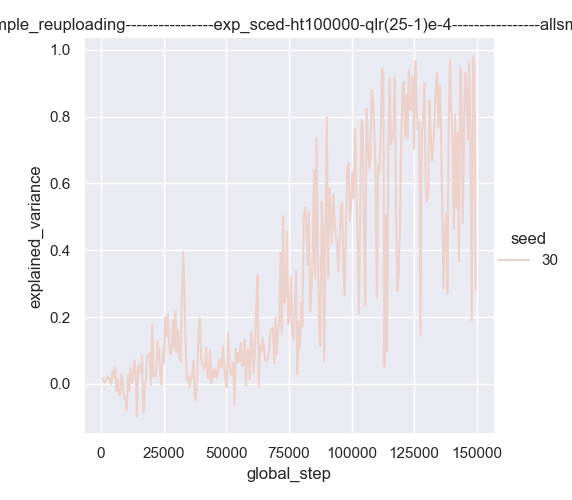 mple_reuploading----------------exp_sced-ht100000-qlr(25-1)e-4----------------allsm
1.0
0.8
0.6
0.4
0.2
0.0
explained_variance
0 25000 50000 75000 100000 125000 150000
global_step
seed
30